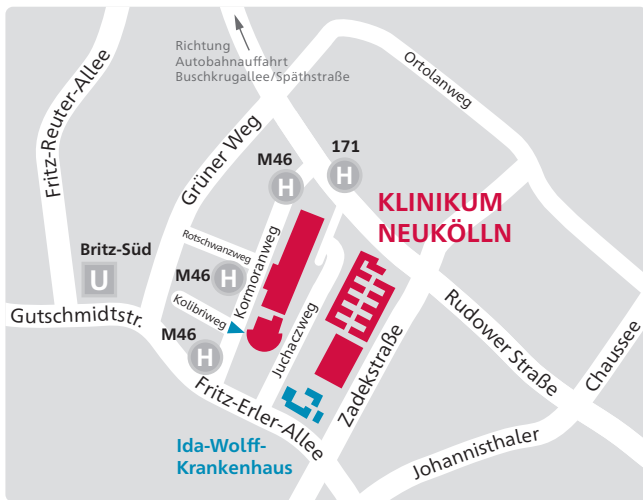 Richtung
Autobahnauffahrt
Buschkrugallee/Späthstraße
Ortolanweg
Fritz-Reuter-Allee
Grüner Weg
171
H
M46
H
KLINIKUM
NEUKÖLLN
Rotschwanzweg
Britz-Süd
U
M46
H
Kormoranweg
Kolibriweg
Gutschmidtstr.
Juchaczweg
M46
H
Rudower Straße
Chaussee
Zadekstraße
Fritz-Erler-Allee
Ida-Wolff-
Krankenhaus
Johannisthaler